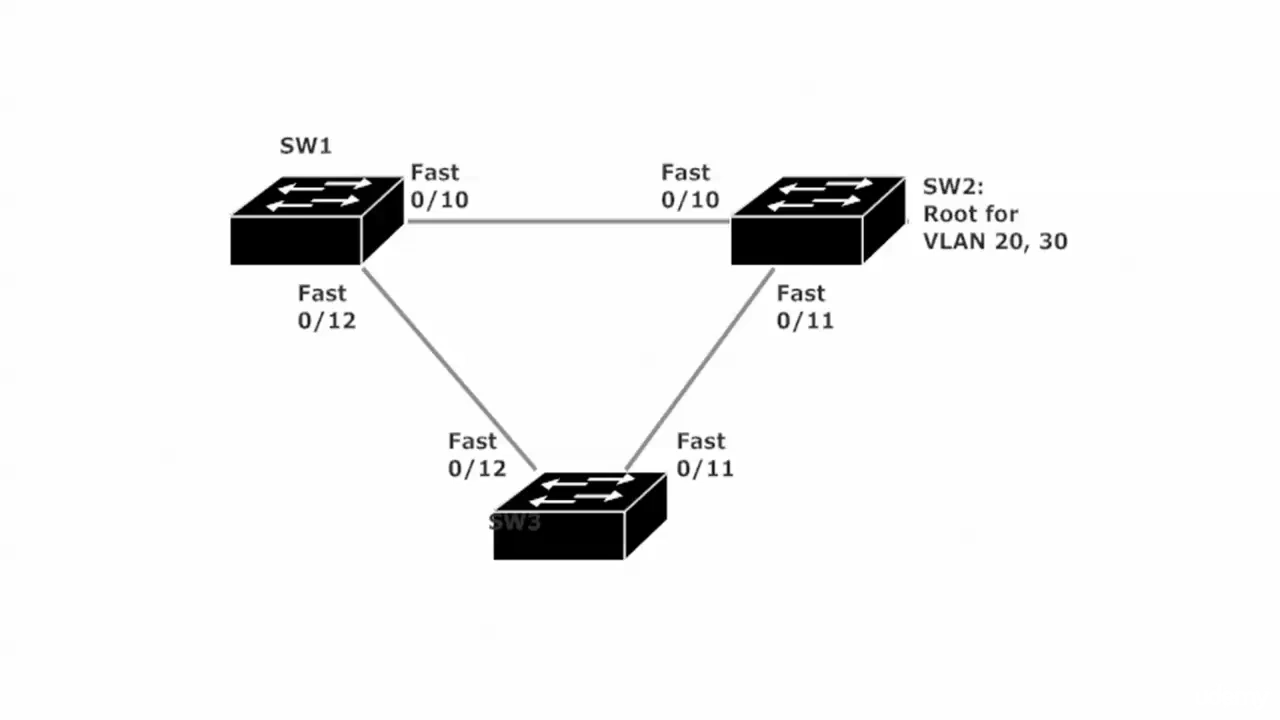 SW1
Fast
0/10
Fast
0/10
SW2:
Root for
VLAN 20, 30
Fast
0/12
Fast
0/11
Fast
0/12
Fast
0/11
SW3